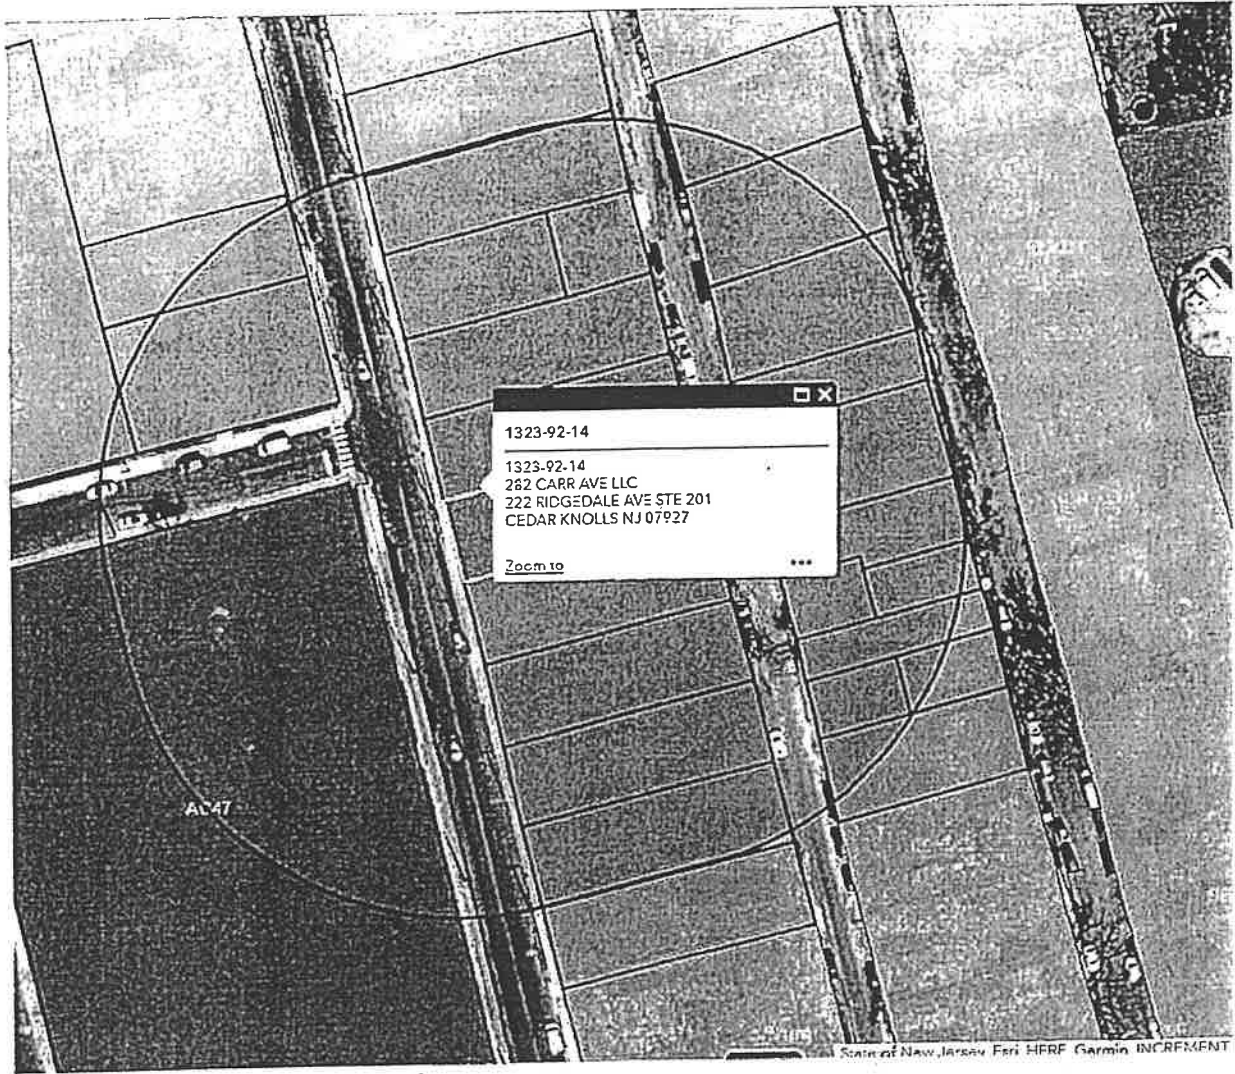 1323-92-14
1323-92-14
282 CARR AVE LLC
222 RIDGEDALE AVE STE 201
CEDAR KNOLLS NJ 07927
Zoom to
•••
State of New Jersey, Esri, HERE, Garmin, INCREMENT